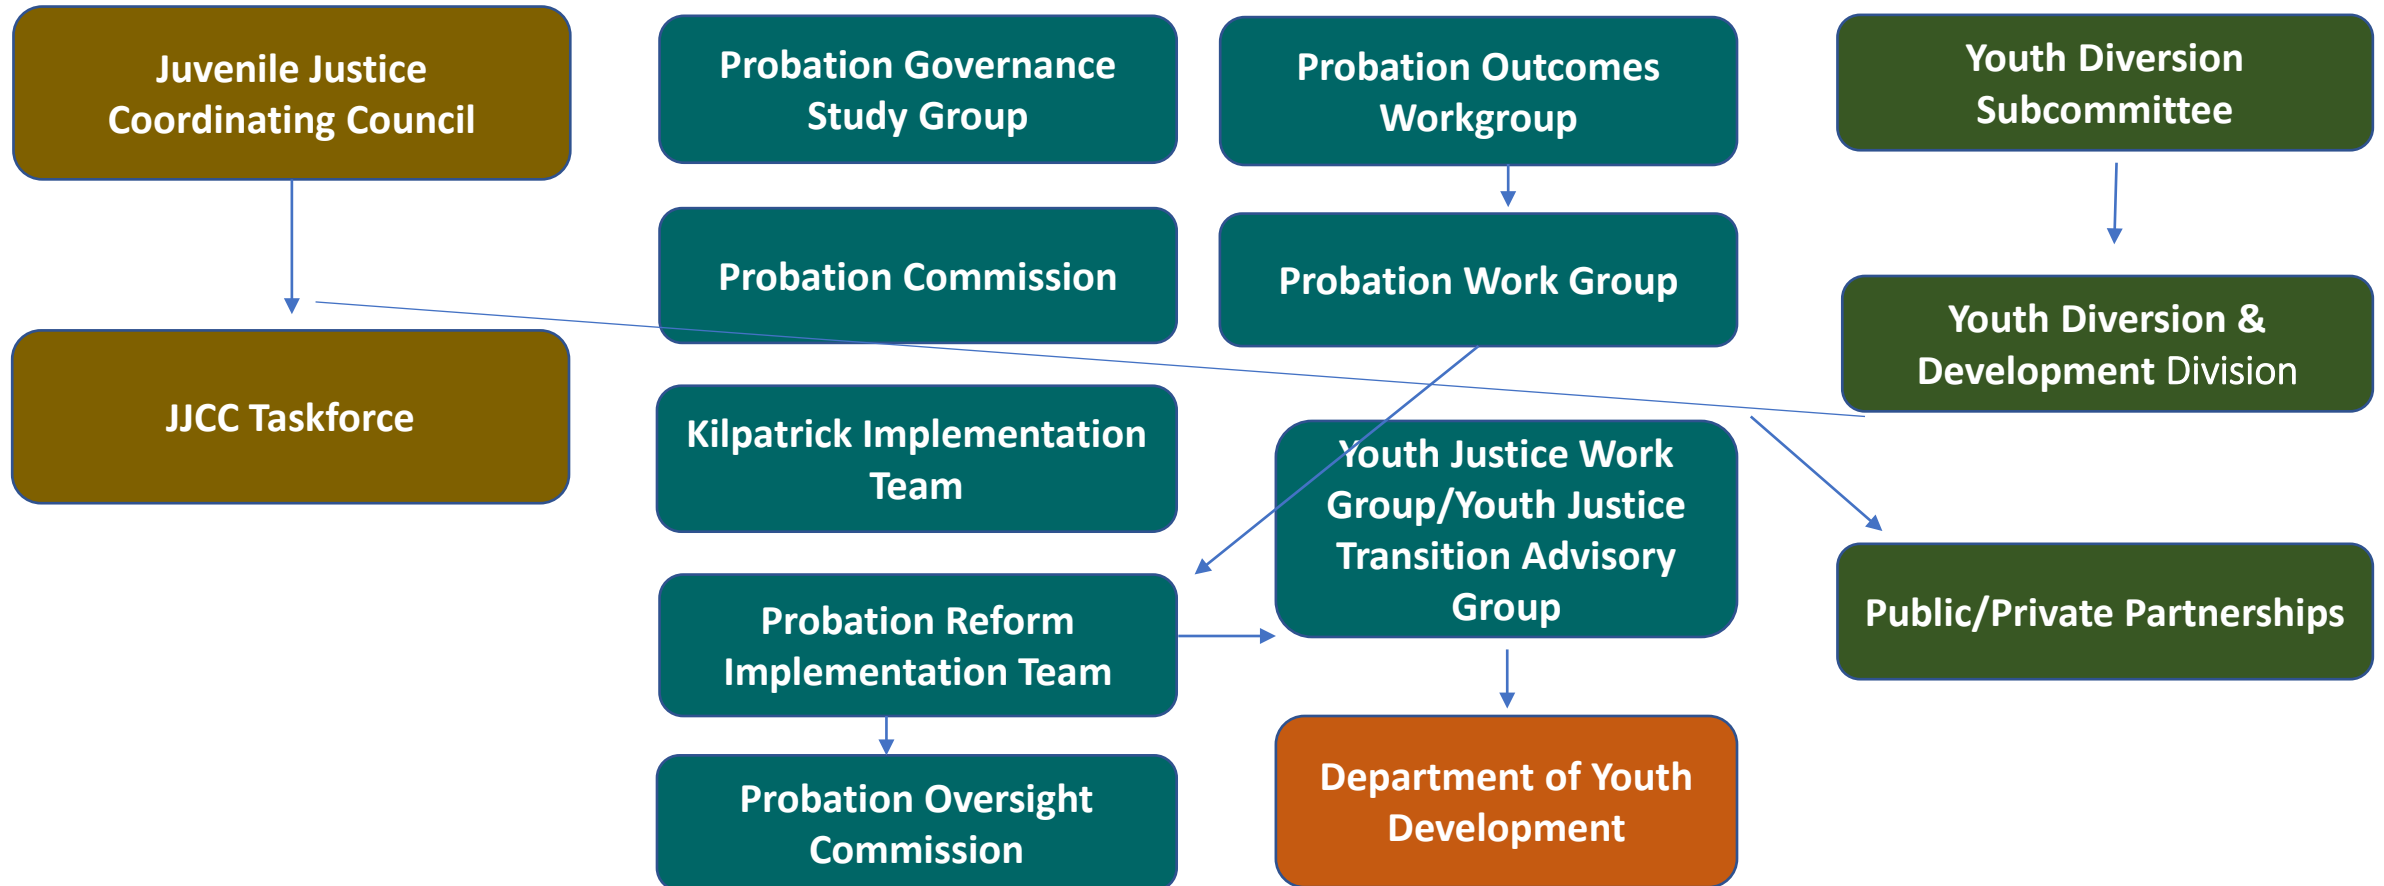 Juvenile Justice
Coordinating Council
JJCC Taskforce
Probation Governance
Study Group
Probation Commission
Kilpatrick Implementation
Team
Probation Reform
Implementation Team
Probation Oversight
Commission
Probation Outcomes
Workgroup
Probation Work Group
Youth Justice Work
Group/Youth Justice
Transition Advisory
Group
Department of Youth
Development
Youth Diversion
Subcommittee
Youth Diversion &
Development Division
Public/Private Partnerships